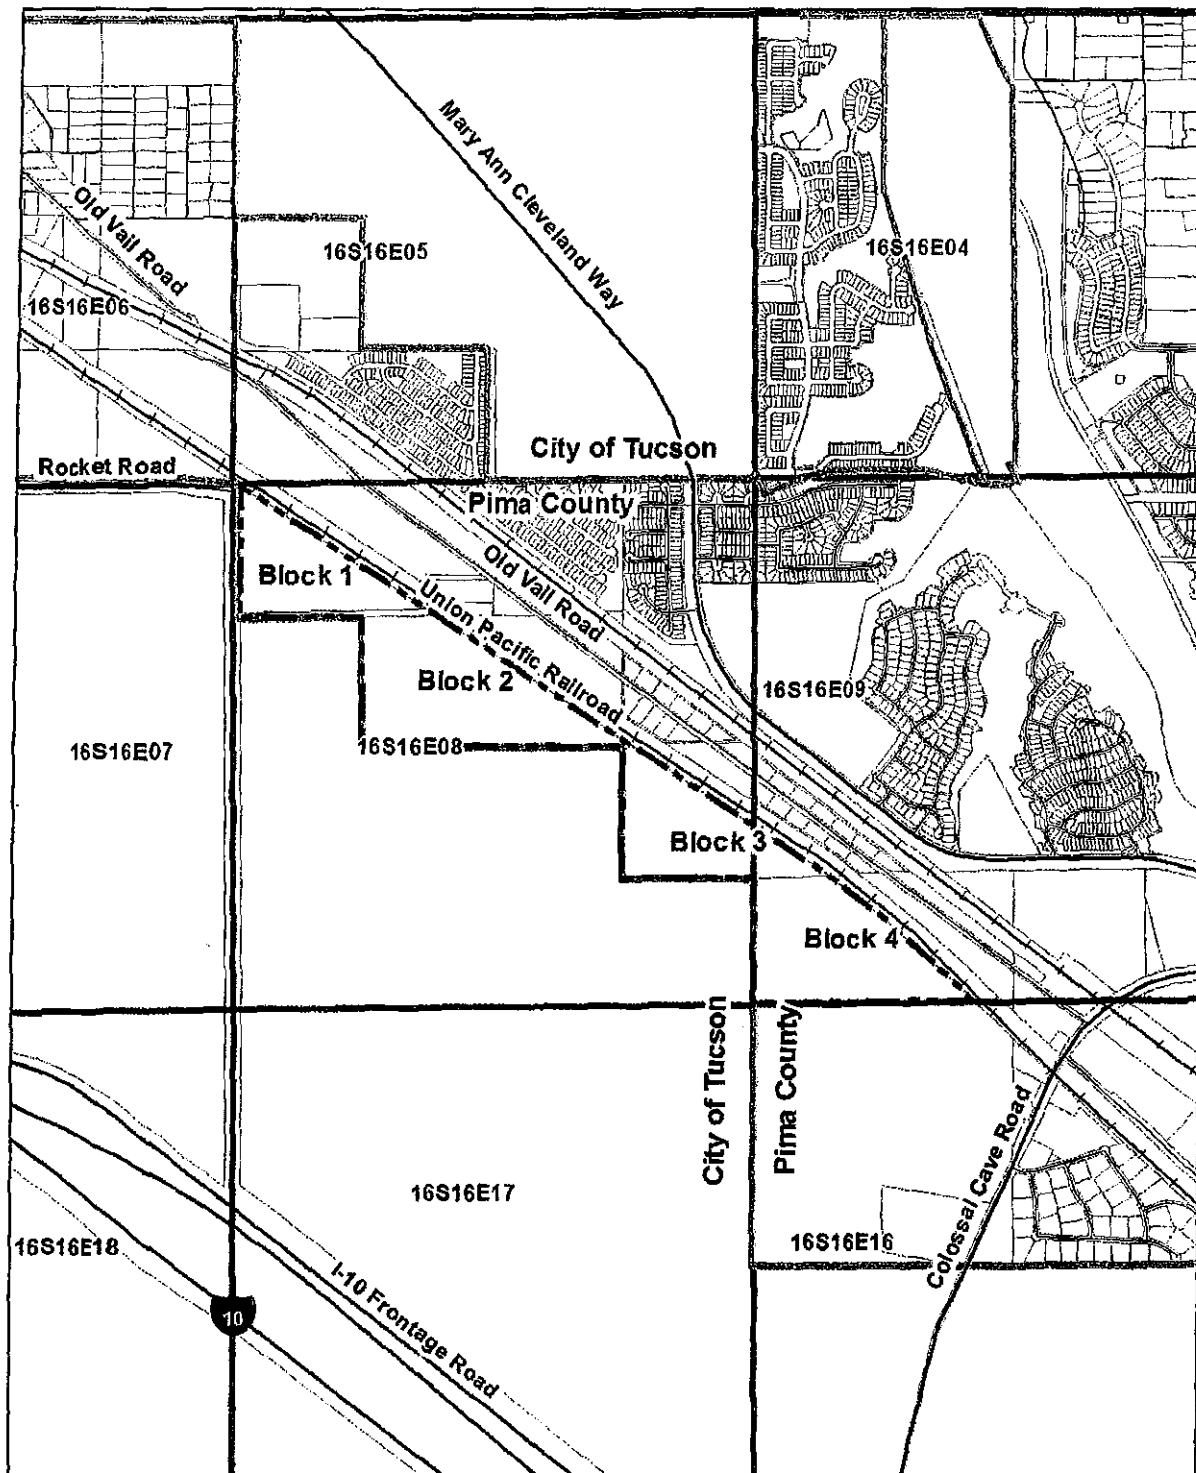 Mary Ann Cleveland Way
Old Vail Road
16S16E05
16S16E04
16S16E06
City of Tucson
Rocket Road
Pima County
Old Vail Road
Block 1
Union Pacific Railroad
Block 2
16S16E09
16S16E07
16S16E08
Block 3
Block 4
City of Tucson
Pima County
Colossal Cave Road
16S16E17
16S16E18
16S16E16
I-10 Frontage Road
10